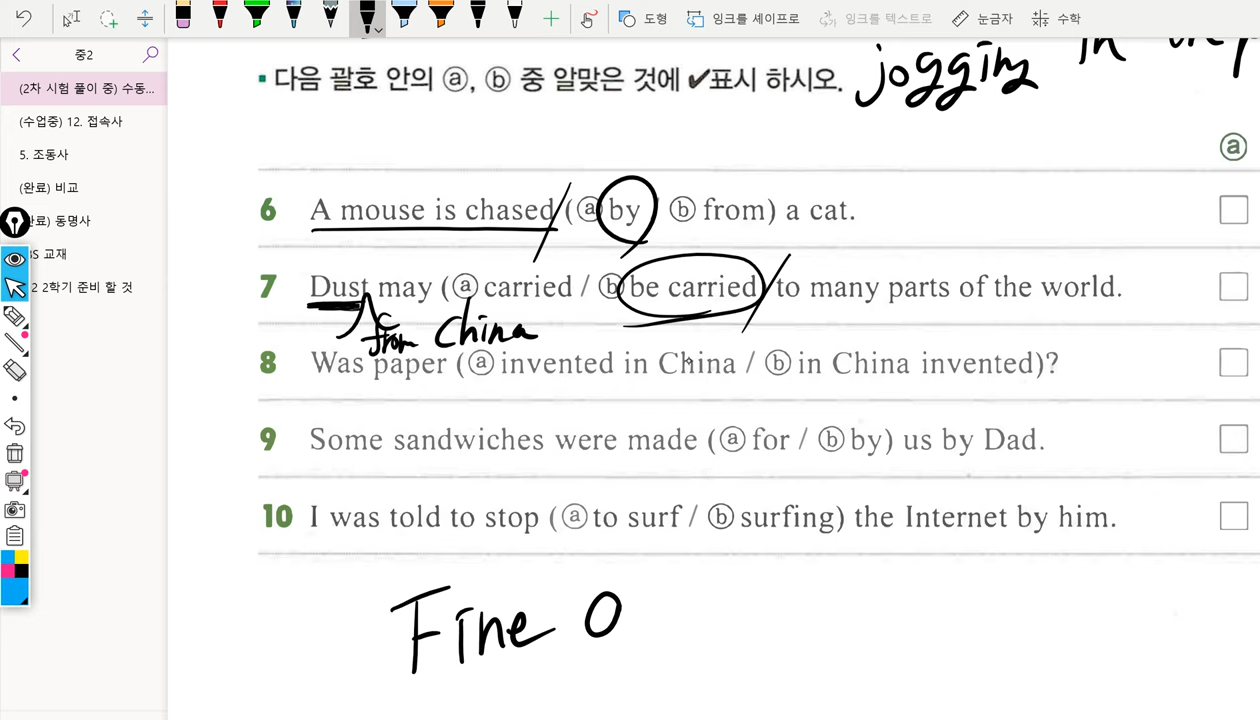 도형 잉크를 셰이프로 잉크를 텍스트로 눈금자 수학
중2
(2차 시험 풀이 중) 수동...
(수업중) 12. 접속사
5. 조동사
(완료) 비교
동명사
교재
2학기 준비 할 것
jogging in
다음 괄호 안의 ⓐ, ⓑ 중 알맞은 것에 ✔표시 하시오.
ⓐ
6 A mouse is chased (ⓐ by / ⓑ from) a cat.
7 Dust may (ⓐ carried / ⓑ be carried) to many parts of the world.
from China
8 Was paper (ⓐ invented in China / ⓑ in China invented)?
9 Some sandwiches were made (ⓐ for / ⓑ by) us by Dad.
10 I was told to stop (ⓐ to surf / ⓑ surfing) the Internet by him.
Fine O